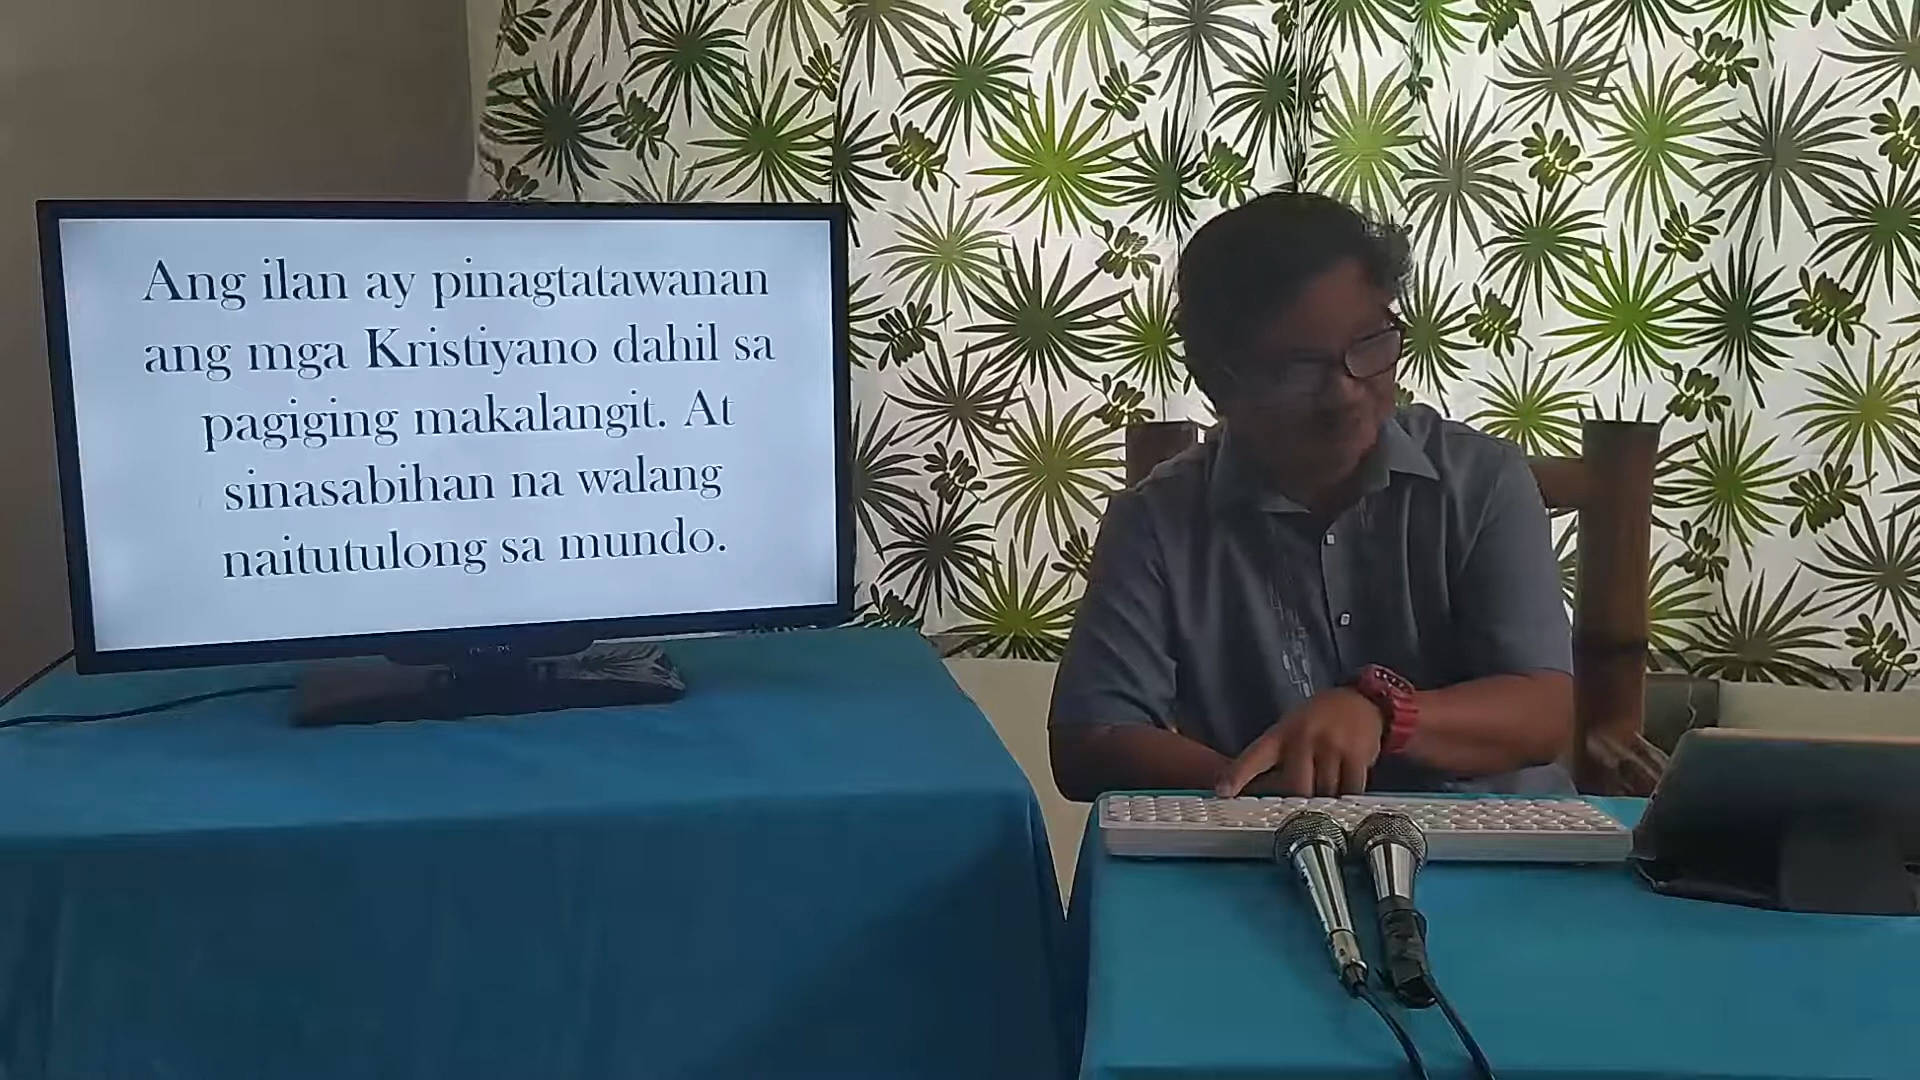 Ang ilan ay pinagtatawanan
ang mga Kristiyano dahil sa
pagiging makalangit. At
sinasabihan na walang
naitutulong sa mundo.